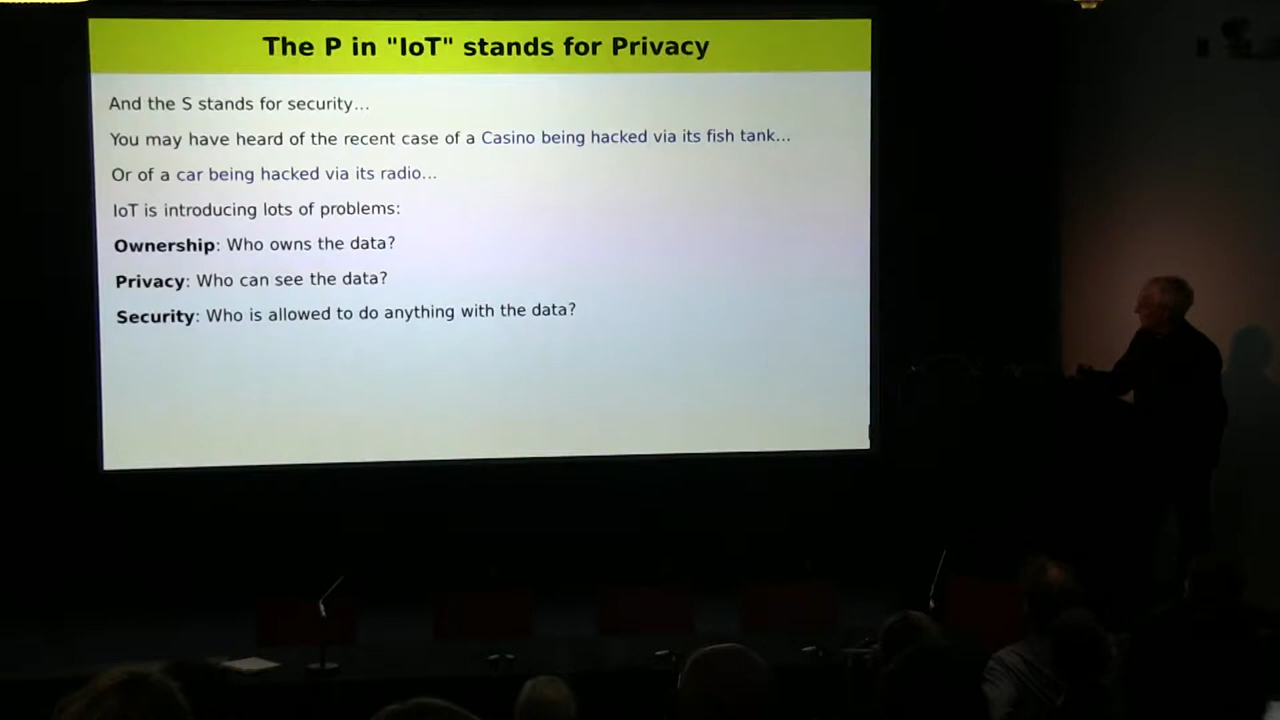 The P in "IoT" stands for Privacy
And the S stands for security...
You may have heard of the recent case of a Casino being hacked via its fish tank...
Or of a car being hacked via its radio...
IoT is introducing lots of problems:
Ownership: Who owns the data?
Privacy: Who can see the data?
Security: Who is allowed to do anything with the data?